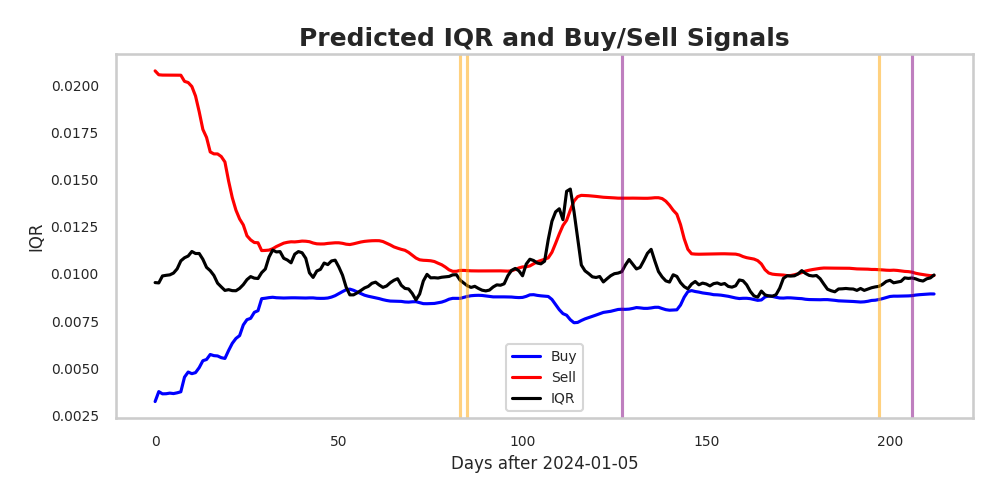 Predicted IQR and Buy/Sell Signals
IQR
0.0200
0.0175
0.0150
0.0125
0.0100
0.0075
0.0050
0.0025
Buy
Sell
IQR
0 50 100 150 200
Days after 2024-01-05